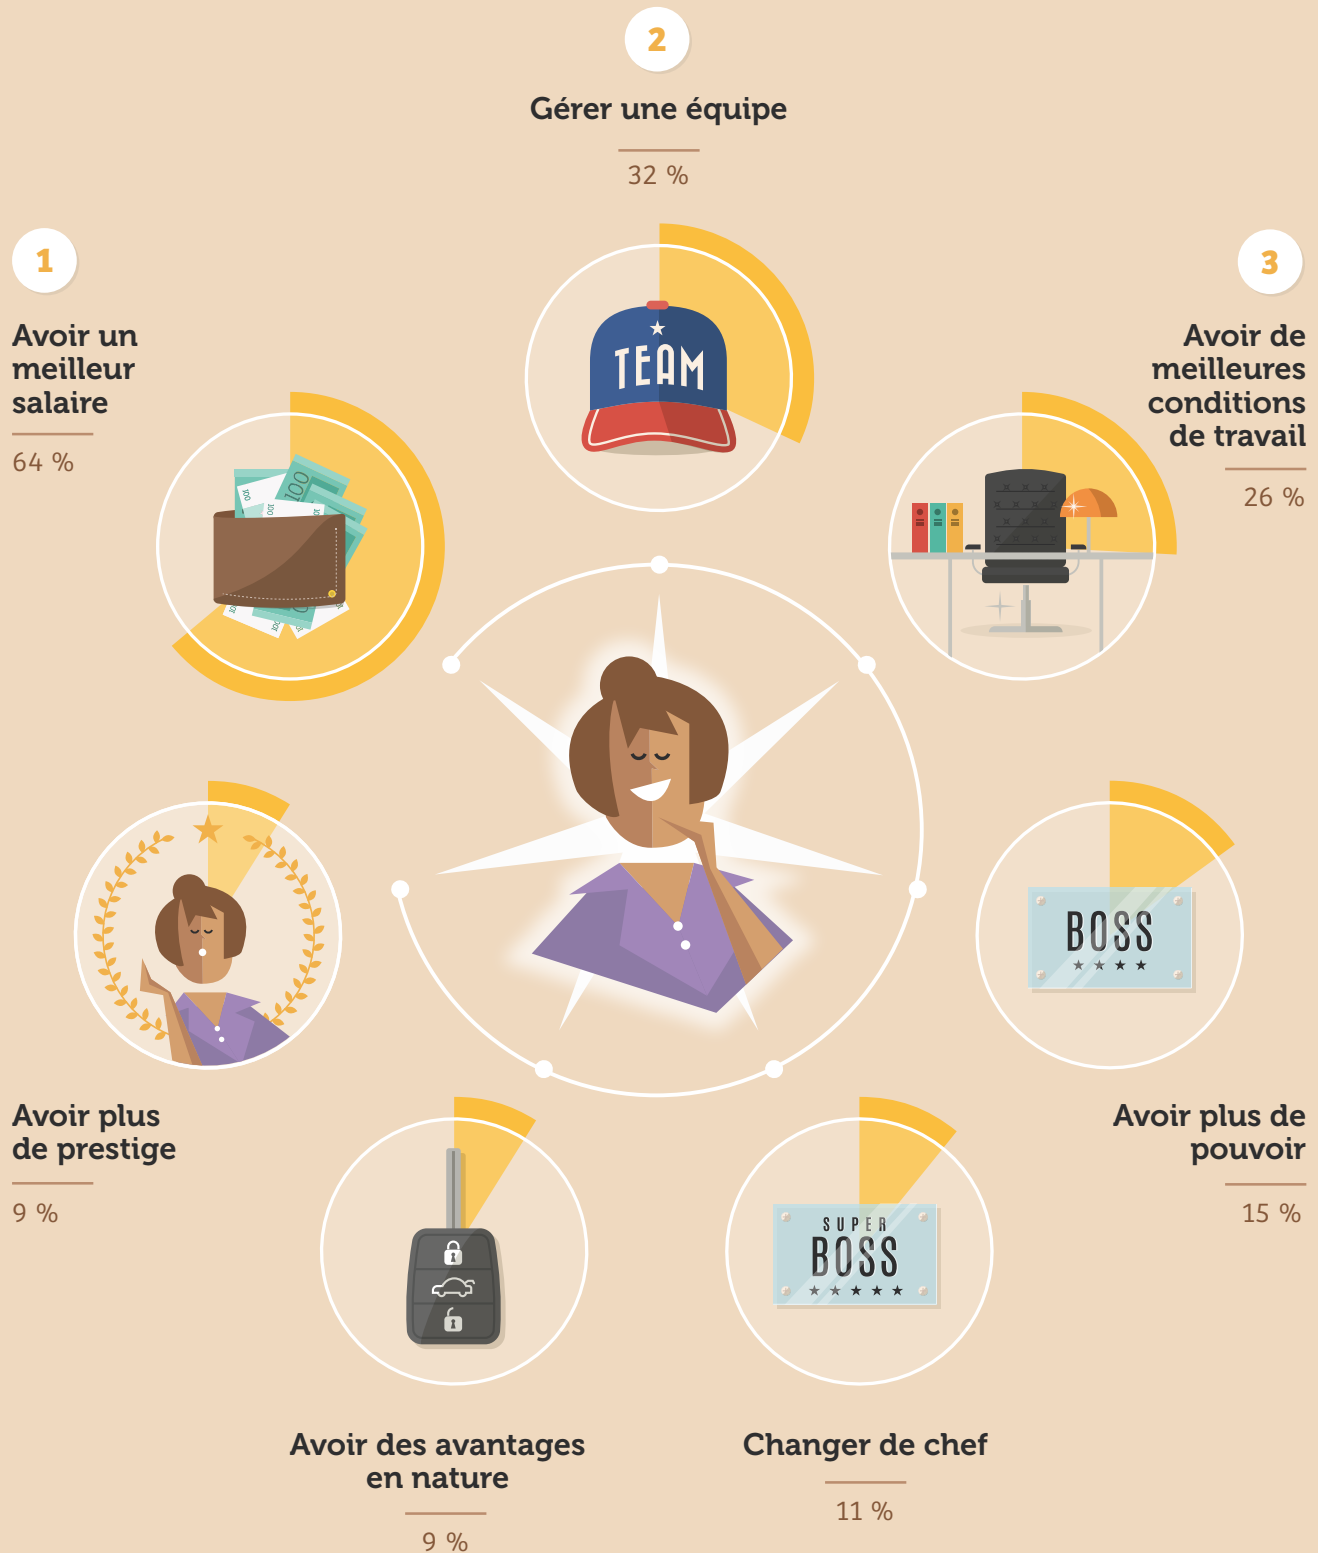 1
Avoir un
meilleur
salaire
64 %
100
100
100
2
Gérer une équipe
32 %
TEAM
3
Avoir de
meilleures
conditions
de travail
26 %
BOSS
Avoir plus de
pouvoir
15 %
SUPER
BOSS
Changer de chef
11 %
Avoir des avantages
en nature
9 %
Avoir plus
de prestige
9 %